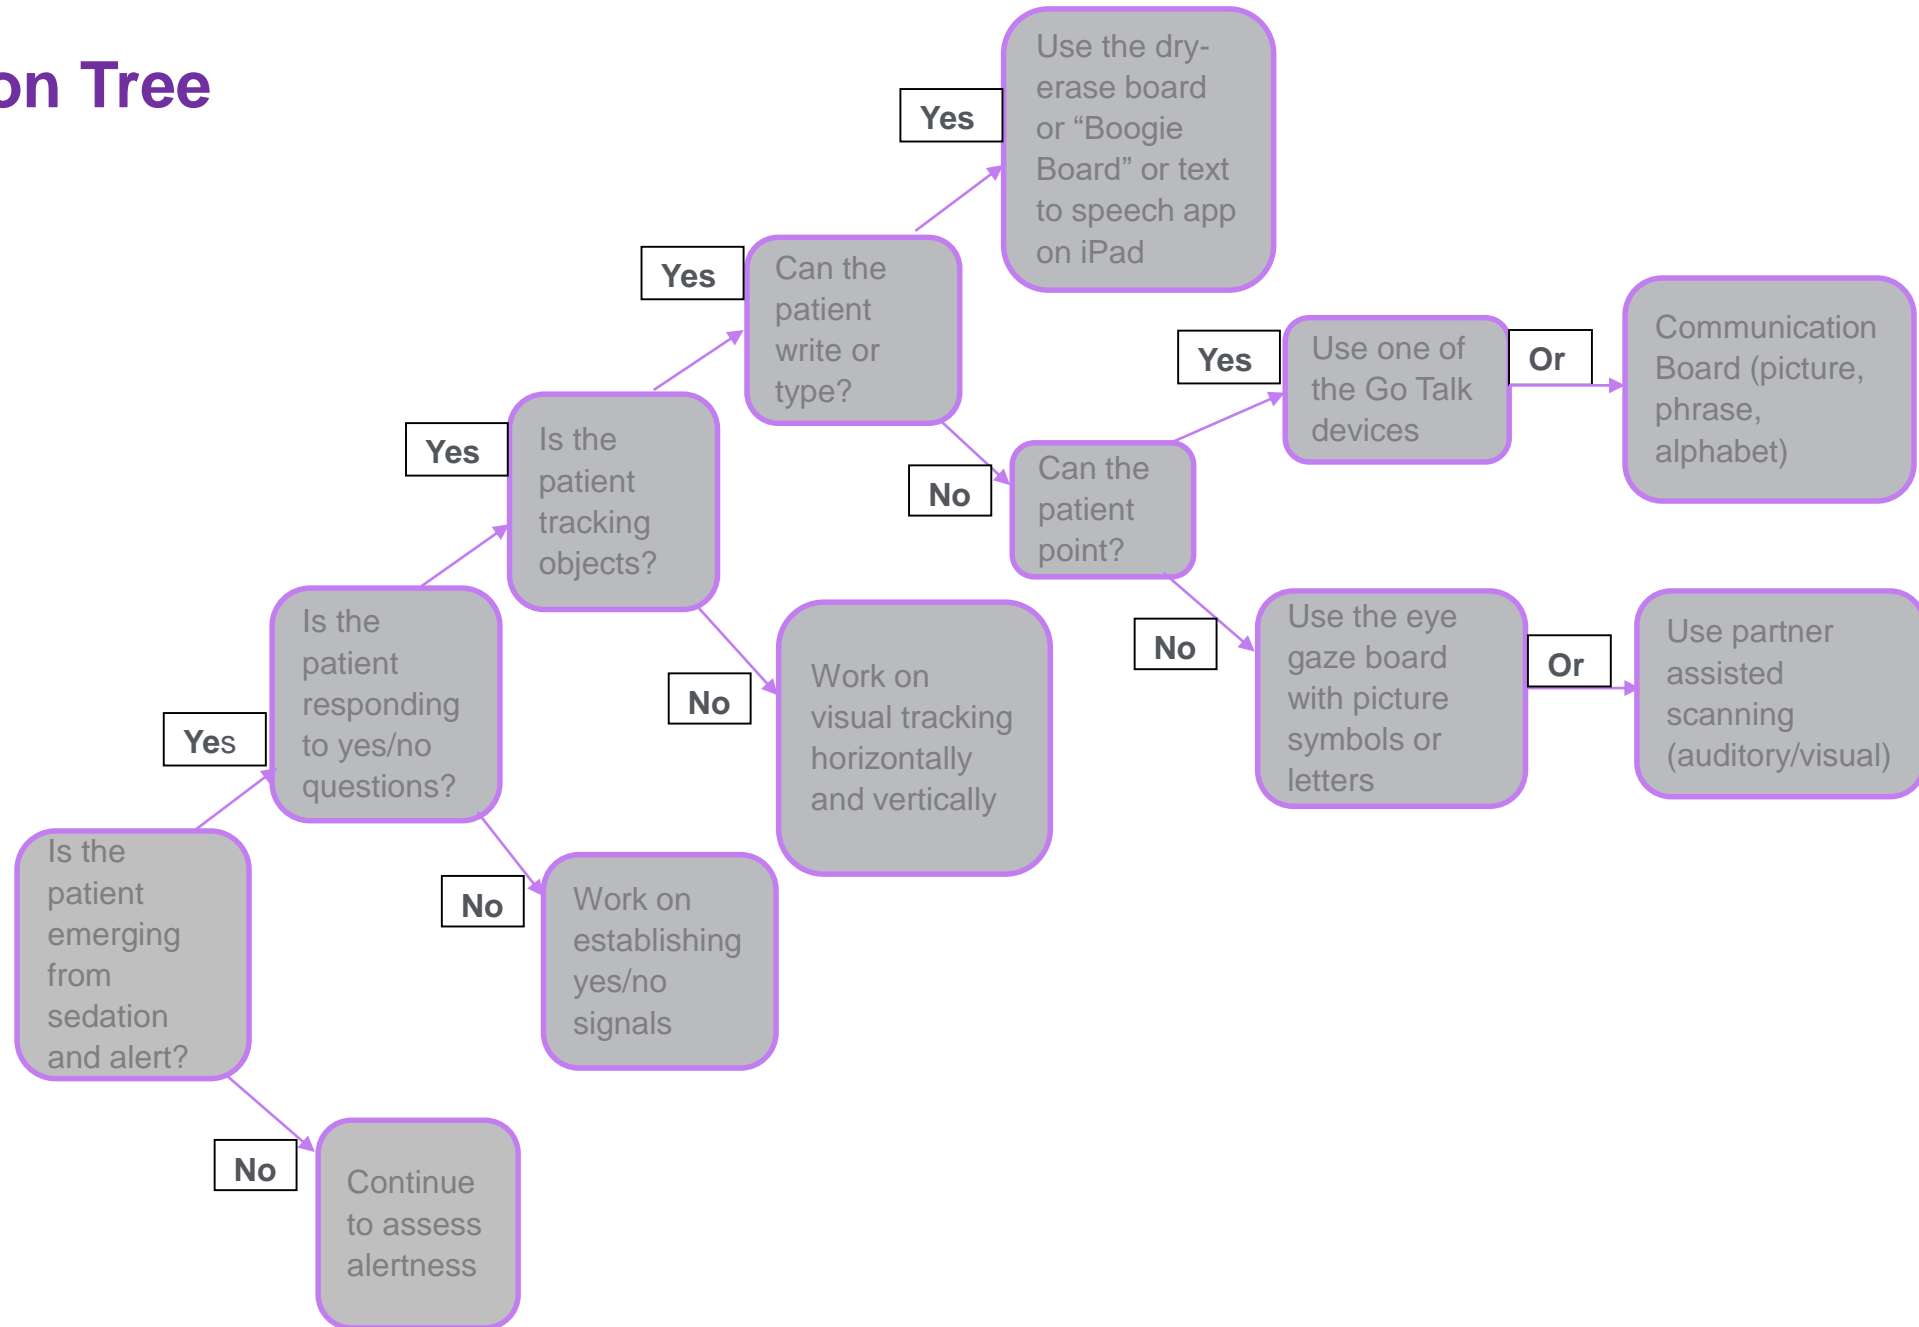 on Tree
Use the dry-
erase board
or “Boogie
Board” or text
to speech app
on iPad
Yes
Can the
patient
write or
type?
Yes
Use one of
the Go Talk
devices
Yes
Or
Communication
Board (picture,
phrase,
alphabet)
Is the
patient
tracking
objects?
Yes
No
Can the
patient
point?
Is the
patient
responding
to yes/no
questions?
Yes
No
Work on
visual tracking
horizontally
and vertically
No
Use the eye
gaze board
with picture
symbols or
letters
Or
Use partner
assisted
scanning
(auditory/visual)
Is the
patient
emerging
from
sedation
and alert?
No
Work on
establishing
yes/no
signals
No
Continue
to assess
alertness